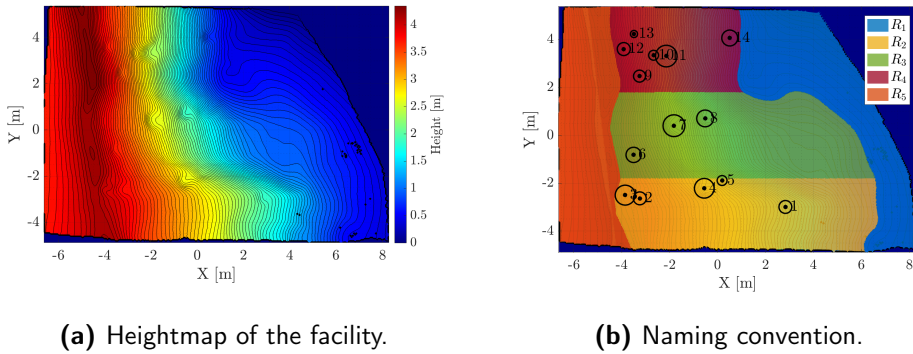 4
2
0
-2
-4
Y [m]
-6 -4 -2 0 2 4 6 8
X [m]
4
3.5
3
2.5
2
1.5
1
0.5
0
Height [m]
4
2
0
-2
-4
Y [m]
-6 -4 -2 0 2 4 6 8
X [m]
13
14
12
10
11
9
8
7
6
5
4
3
2
1
R₁
R₂
R₃
R₄
R₅
(a) Heightmap of the facility.
(b) Naming convention.